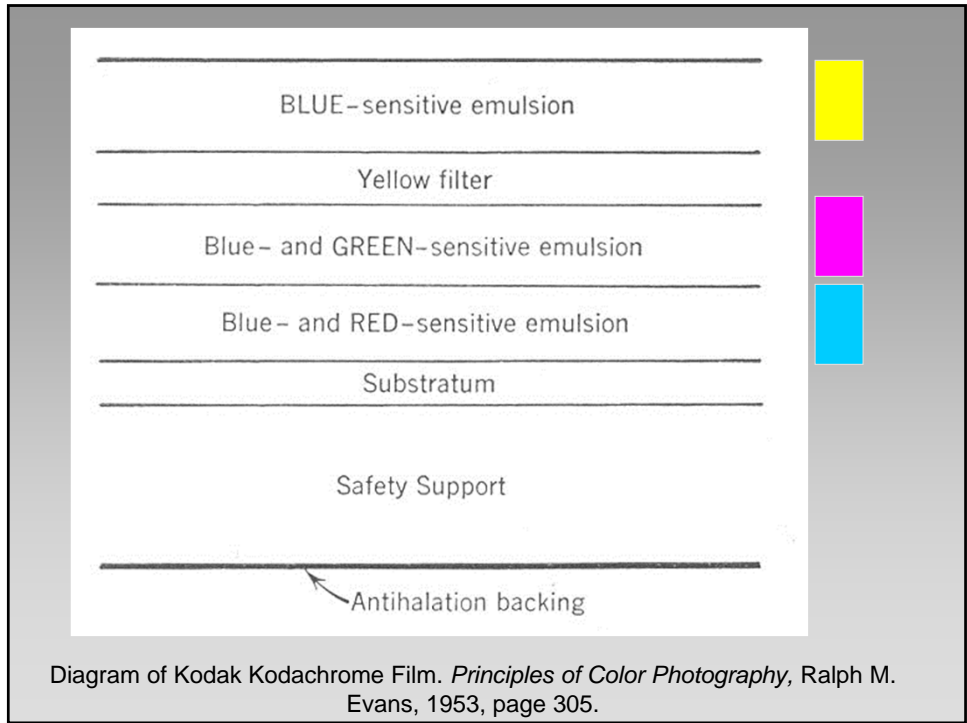 BLUE-sensitive emulsion
Yellow filter
Blue- and GREEN-sensitive emulsion
Blue- and RED-sensitive emulsion
Substratum
Safety Support
Antihalation backing
Diagram of Kodak Kodachrome Film. Principles of Color Photography, Ralph M.
Evans, 1953, page 305.